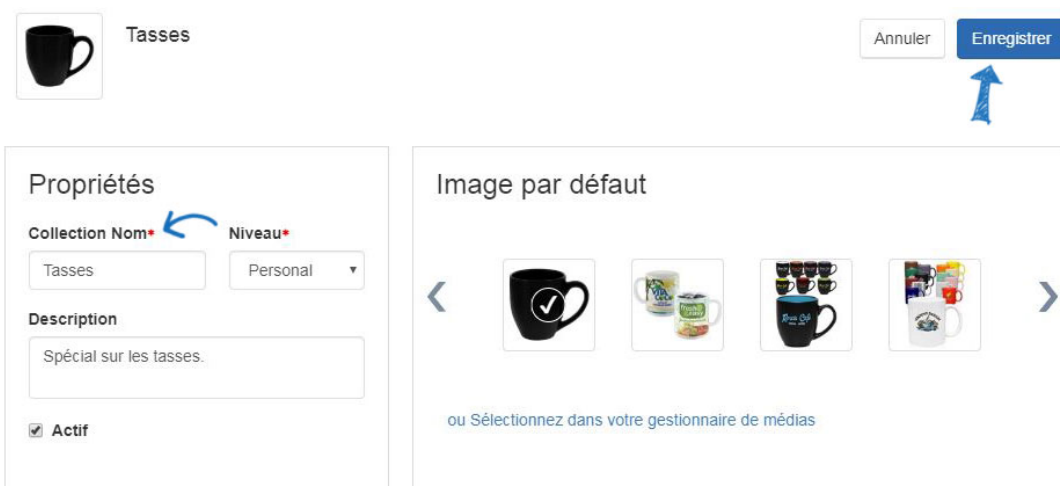 Tasses
Annuler
Enregistrer
Propriétés
Collection Nom*
Niveau*
Tasses
Personal
Description
Spécial sur les tasses.
Actif
Image par défaut
ou Sélectionnez dans votre gestionnaire de médias